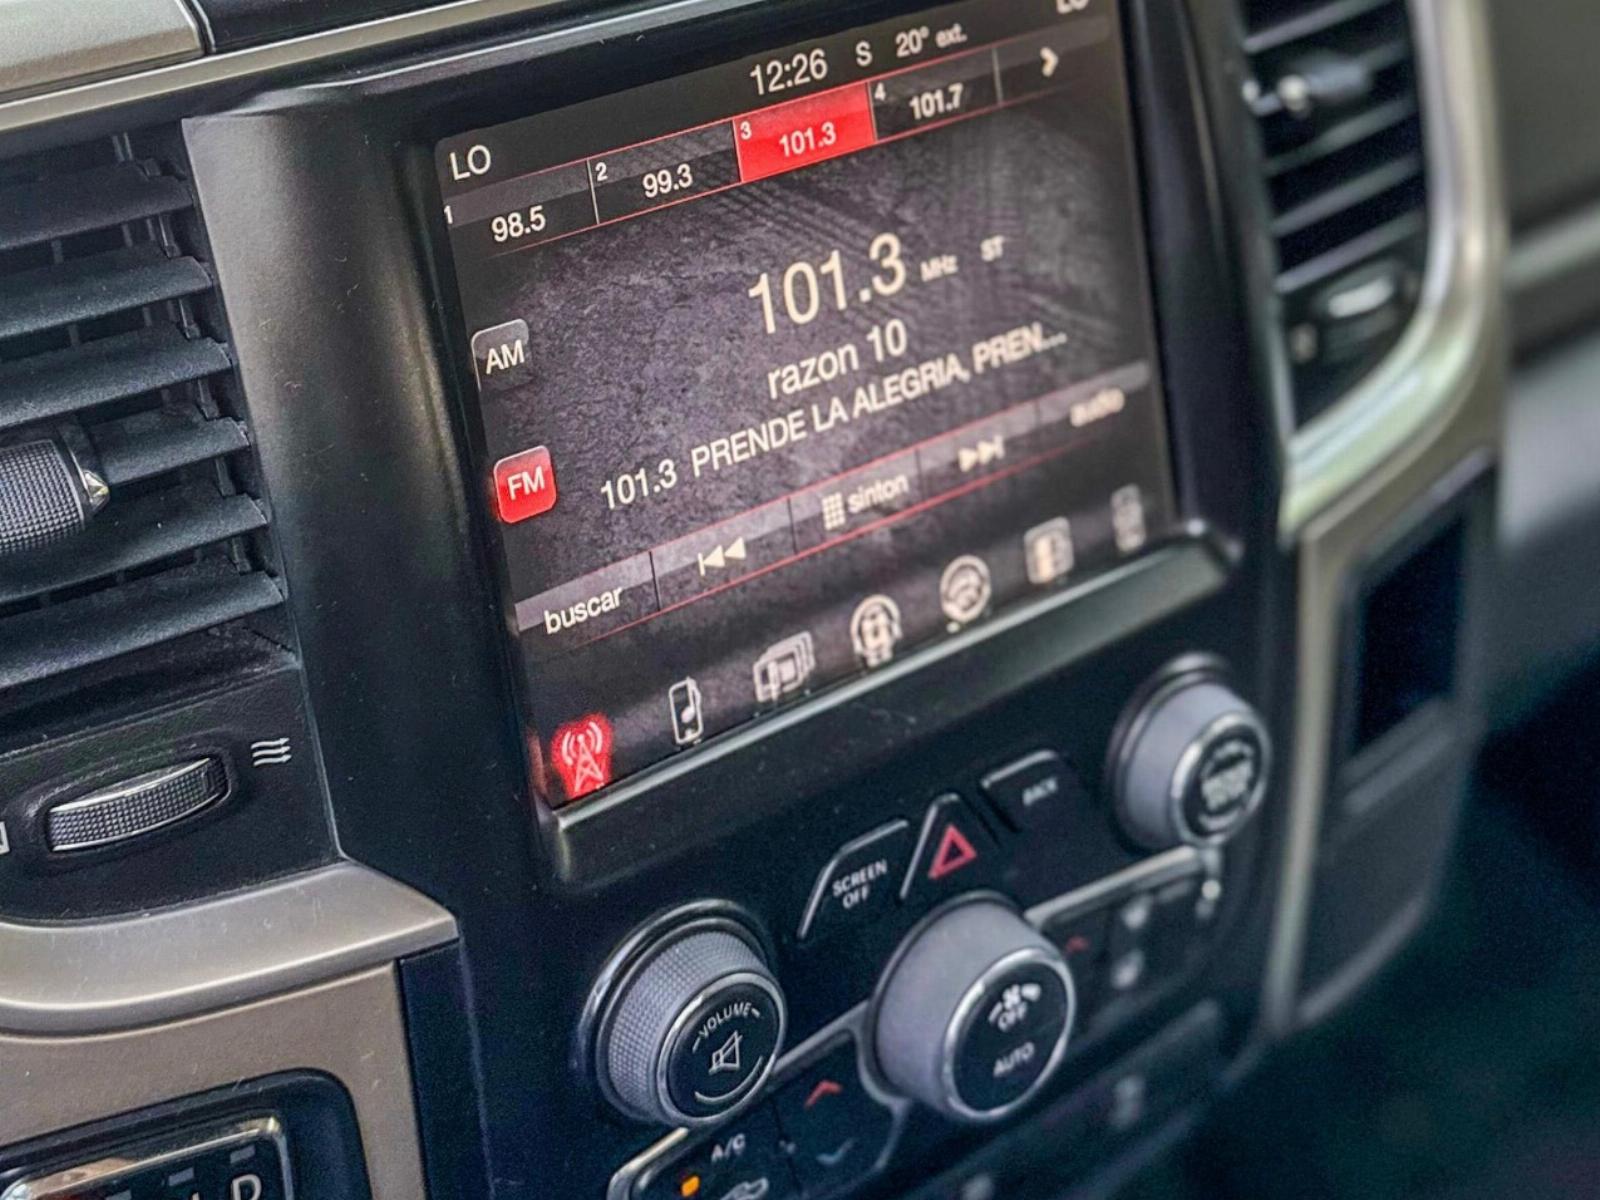 LO
12:26 S 20° ext.
LO
1 98.5
2 99.3
3 101.3
4 101.7
101.3 MHz ST
razon 10
101.3 PRENDE LA ALEGRIA, PREN...
AM
FM
buscar
sinton
audio
SCREEN
OFF
BACK
VOLUME
OFF
AUTO
A/C
D